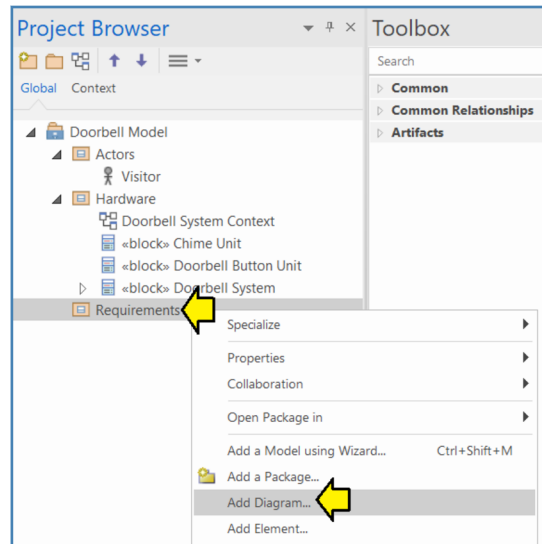 Project Browser
Toolbox
Search
Global Context
Common
Common Relationships
Artifacts
Doorbell Model
Actors
Visitor
Hardware
Doorbell System Context
«block» Chime Unit
«block» Doorbell Button Unit
«block» Doorbell System
Requirements
Specialize
Properties
Collaboration
Open Package in
Add a Model using Wizard... Ctrl+Shift+M
Add a Package...
Add Diagram...
Add Element...